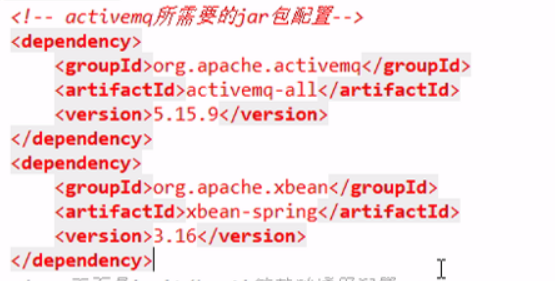 <!-- activemq所需要的jar包配置-->
<dependency>
<groupId>org.apache.activemq</groupId>
<artifactId>activemq-all</artifactId>
<version>5.15.9</version>
</dependency>
<dependency>
<groupId>org.apache.xbean</groupId>
<artifactId>xbean-spring</artifactId>
<version>3.16</version>
</dependency>